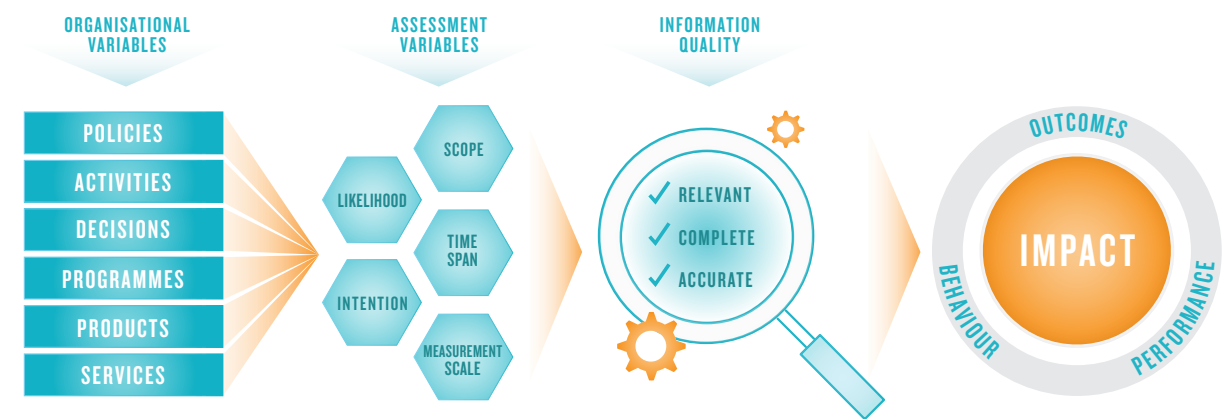 ORGANISATIONAL
VARIABLES
POLICIES
ACTIVITIES
DECISIONS
PROGRAMMES
PRODUCTS
SERVICES
ASSESSMENT
VARIABLES
SCOPE
LIKELIHOOD
TIME
SPAN
INTENTION
MEASUREMENT
SCALE
INFORMATION
QUALITY
RELEVANT
COMPLETE
ACCURATE
OUTCOMES
IMPACT
BEHAVIOUR
PERFORMANCE